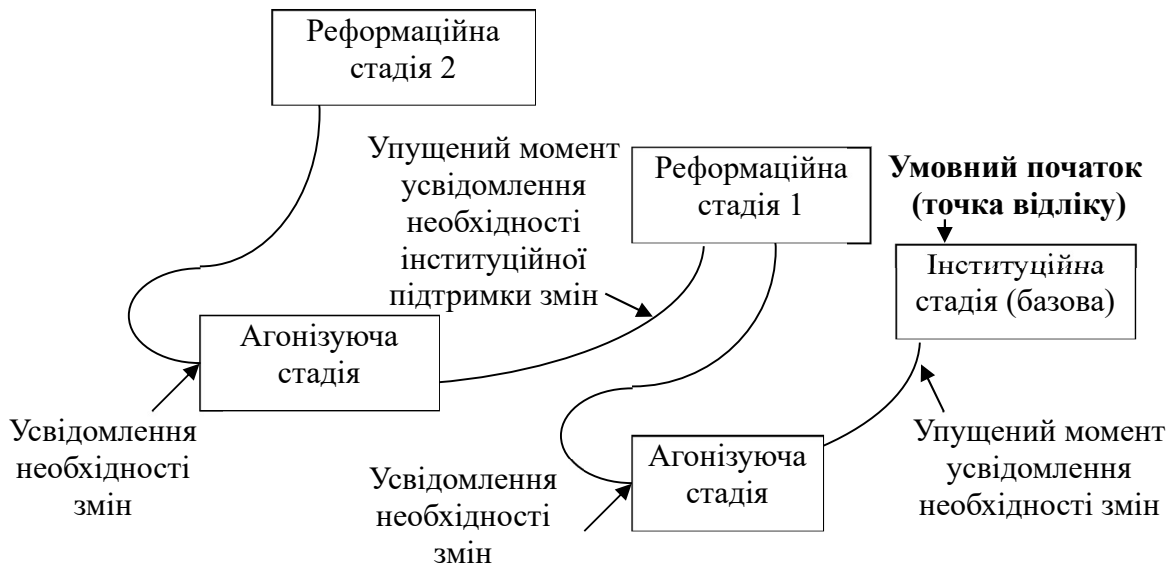 Реформаційна
стадія 2
Упущений момент
усвідомлення
необхідності
інституційної
підтримки змін
Реформаційна
стадія 1
Умовний початок
(точка відліку)
Інституційна
стадія (базова)
Агонізуюча
стадія
Усвідомлення
необхідності
змін
Усвідомлення
необхідності
змін
Агонізуюча
стадія
Упущений момент
усвідомлення
необхідності змін